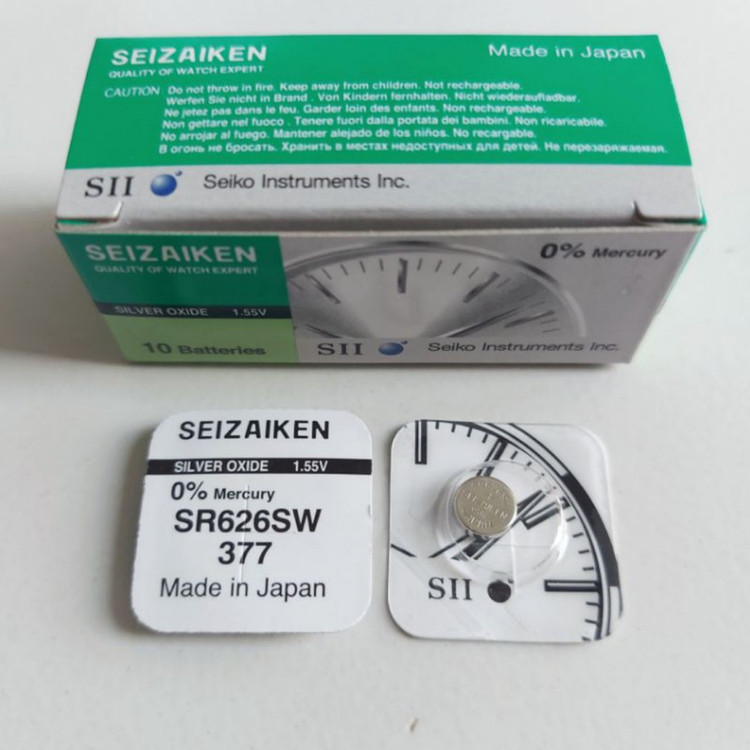 SEIZAIKEN
QUALITY OF WATCH EXPERT
Made in Japan
CAUTION Do not throw in fire. Keep away from children. Not rechargeable.
Werfen Sie nicht in Brand . Von Kindern fernhalten. Nicht wiederaufladbar.
Ne jetez pas dans le feu. Garder loin des enfants. Non rechargeable.
Non gettare nel fuoco . Tenere fuori dalla portata dei bambini. Non ricaricabile.
No arrojar al fuego. Mantener alejado de los niños. No recargable.
В огонь не бросать. Хранить в местах недоступных для детей. Не перезаряжаемая.
SII Seiko Instruments Inc.
SEIZAIKEN
QUALITY OF WATCH EXPERT
0% Mercury
SILVER OXIDE 1.55V
10 Batteries
SII Seiko Instruments Inc.
SEIZAIKEN
SILVER OXIDE 1.55V
0% Mercury
SR626SW
377
Made in Japan
SII